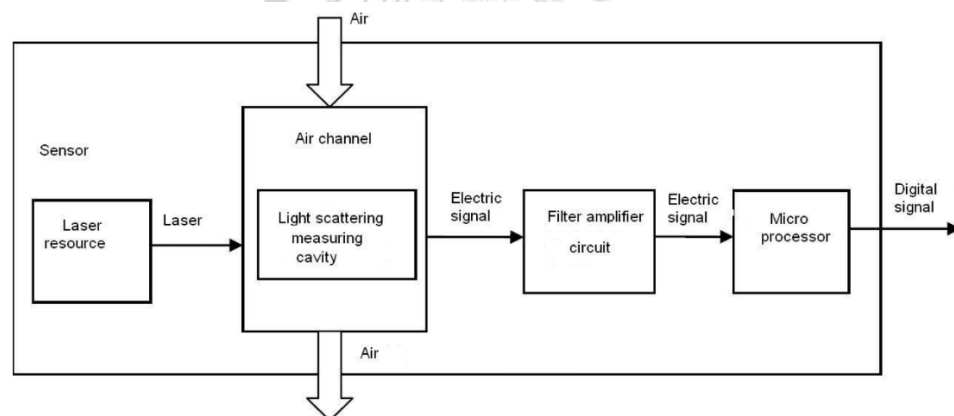 Air
Sensor
Air channel
Laser
resource
Laser
Light scattering
measuring
cavity
Electric
signal
Filter amplifier
circuit
Electric
signal
Micro
processor
Digital
signal
Air